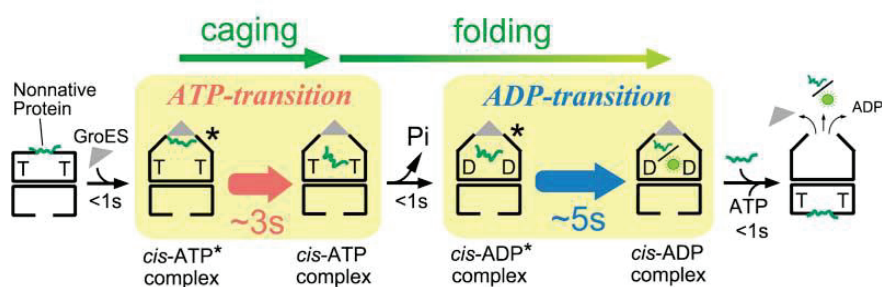 caging
folding
ATP-transition
ADP-transition
Nonnative
Protein
GroES
*
*
Pi
ADP
T T
T T
T T
D D
D D
T T
<1s
~3s
<1s
~5s
ATP
<1s
cis-ATP*
complex
cis-ATP
complex
cis-ADP*
complex
cis-ADP
complex